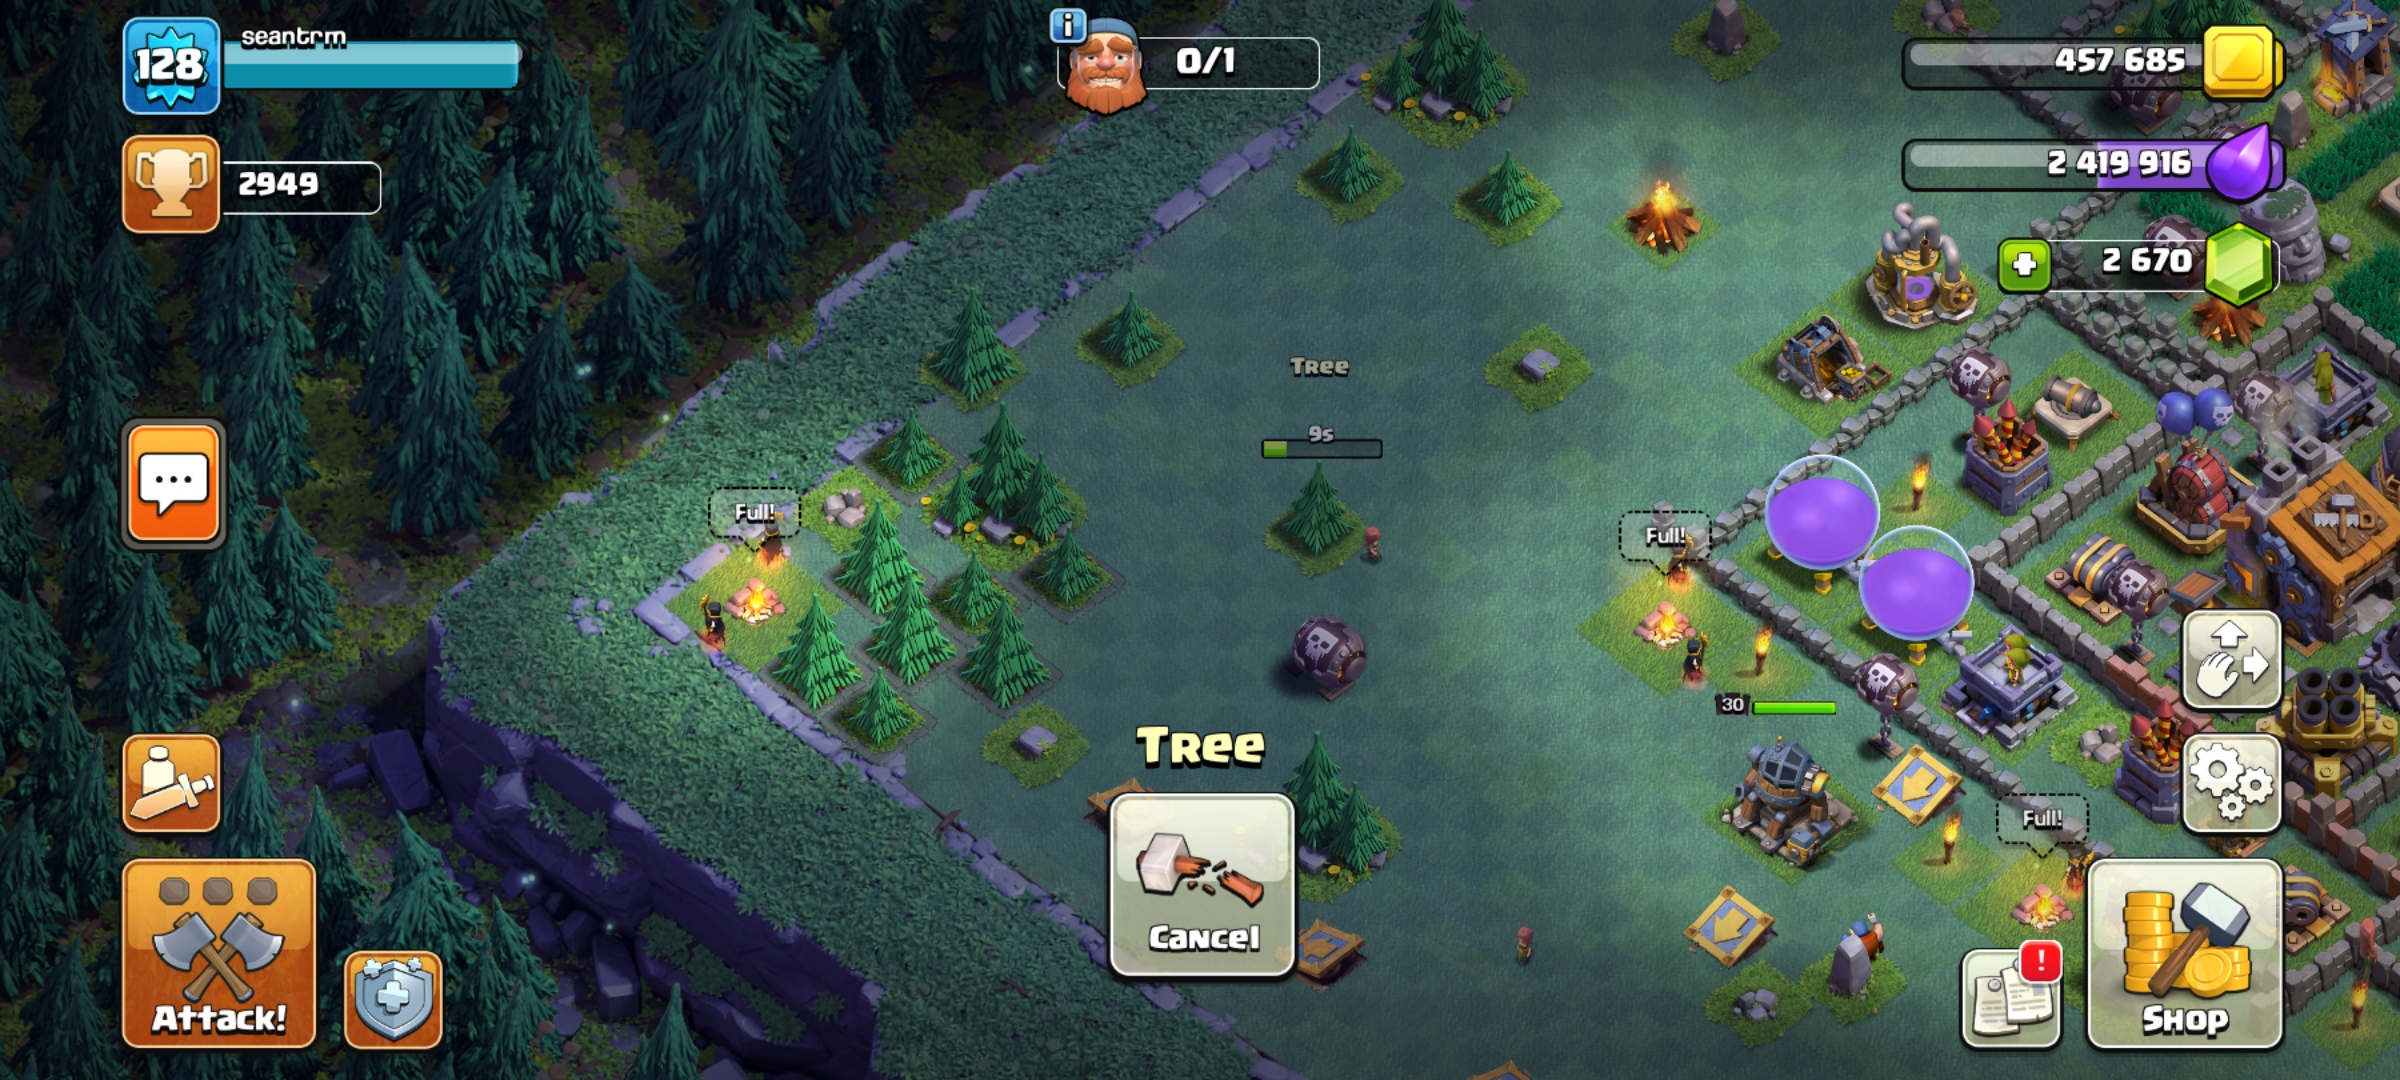 128
seantrm
0/1
457 685
2949
2 419 916
2 670
Tree
9s
Full!
Full!
30
Tree
Full!
Cancel
Attack!
!
Shop